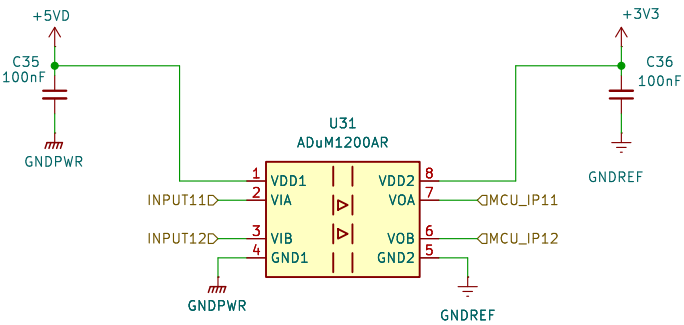 +5VD
+3V3
C35
100nF
C36
100nF
GNDPWR
U31
ADuM1200AR
GNDREF
1
VDD1
VDD2
8
INPUT11
2
VIA
VOA
7
MCU_IP11
INPUT12
3
VIB
VOB
6
MCU_IP12
4
GND1
GND2
5
GNDPWR
GNDREF